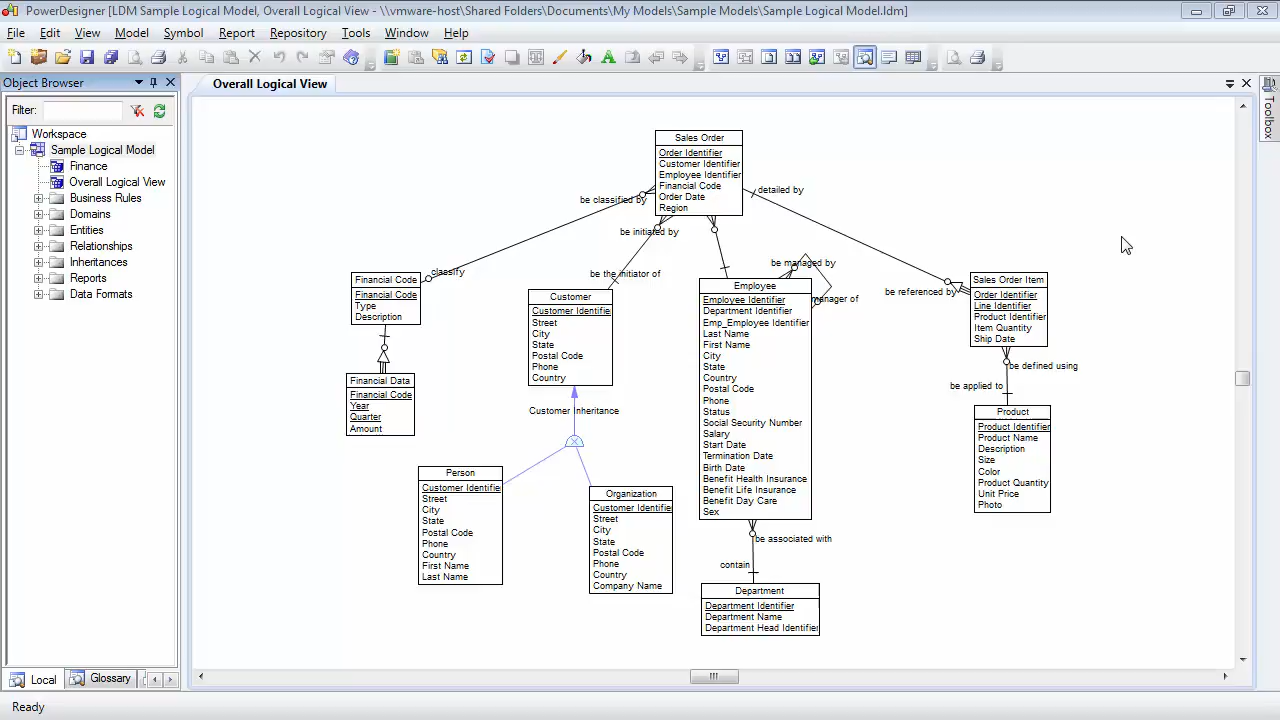 PowerDesigner [LDM Sample Logical Model, Overall Logical View - \\vmware-host\Shared Folders\Documents\My Models\Sample Models\Sample Logical Model.ldm]
File Edit View Model Symbol Report Repository Tools Window Help
Object Browser
Filter:
Workspace
Sample Logical Model
Finance
Overall Logical View
Business Rules
Domains
Entities
Relationships
Inheritances
Reports
Data Formats
Local Glossary
Ready
Overall Logical View
Toolbox
Sales Order
Order Identifier
Customer Identifier
Employee Identifier
Financial Code
Order Date
Region
be classified by
be initiated by
detailed by
classify
be the initiator of
be managed by
manager of
be referenced by
Financial Code
Financial Code
Type
Description
Financial Data
Financial Code
Year
Quarter
Amount
Customer
Customer Identifie
Street
City
State
Postal Code
Phone
Country
Customer Inheritance
Person
Customer Identifie
Street
City
State
Postal Code
Phone
Country
First Name
Last Name
Organization
Customer Identifie
Street
City
State
Postal Code
Phone
Country
Company Name
Employee
Employee Identifier
Department Identifier
Emp_Employee Identifier
Last Name
First Name
City
State
Country
Postal Code
Phone
Status
Social Security Number
Salary
Start Date
Termination Date
Birth Date
Benefit Health Insurance
Benefit Life Insurance
Benefit Day Care
Sex
be associated with
contain
Department
Department Identifier
Department Name
Department Head Identifier
Sales Order Item
Order Identifier
Line Identifier
Product Identifier
Item Quantity
Ship Date
be defined using
be applied to
Product
Product Identifier
Product Name
Description
Size
Color
Product Quantity
Unit Price
Photo